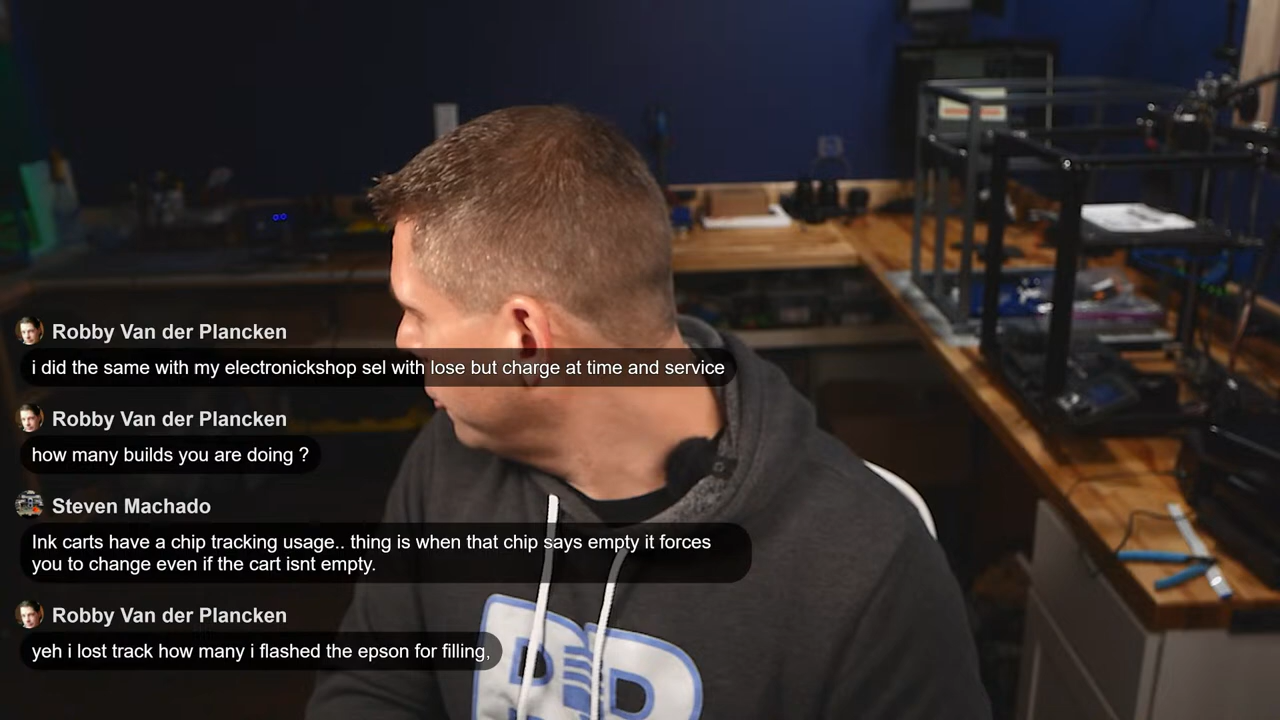 Robby Van der Plancken
i did the same with my electronickshop sel with lose but charge at time and service
Robby Van der Plancken
how many builds you are doing ?
Steven Machado
Ink carts have a chip tracking usage.. thing is when that chip says empty it forces
you to change even if the cart isnt empty.
Robby Van der Plancken
yeh i lost track how many i flashed the epson for filling,